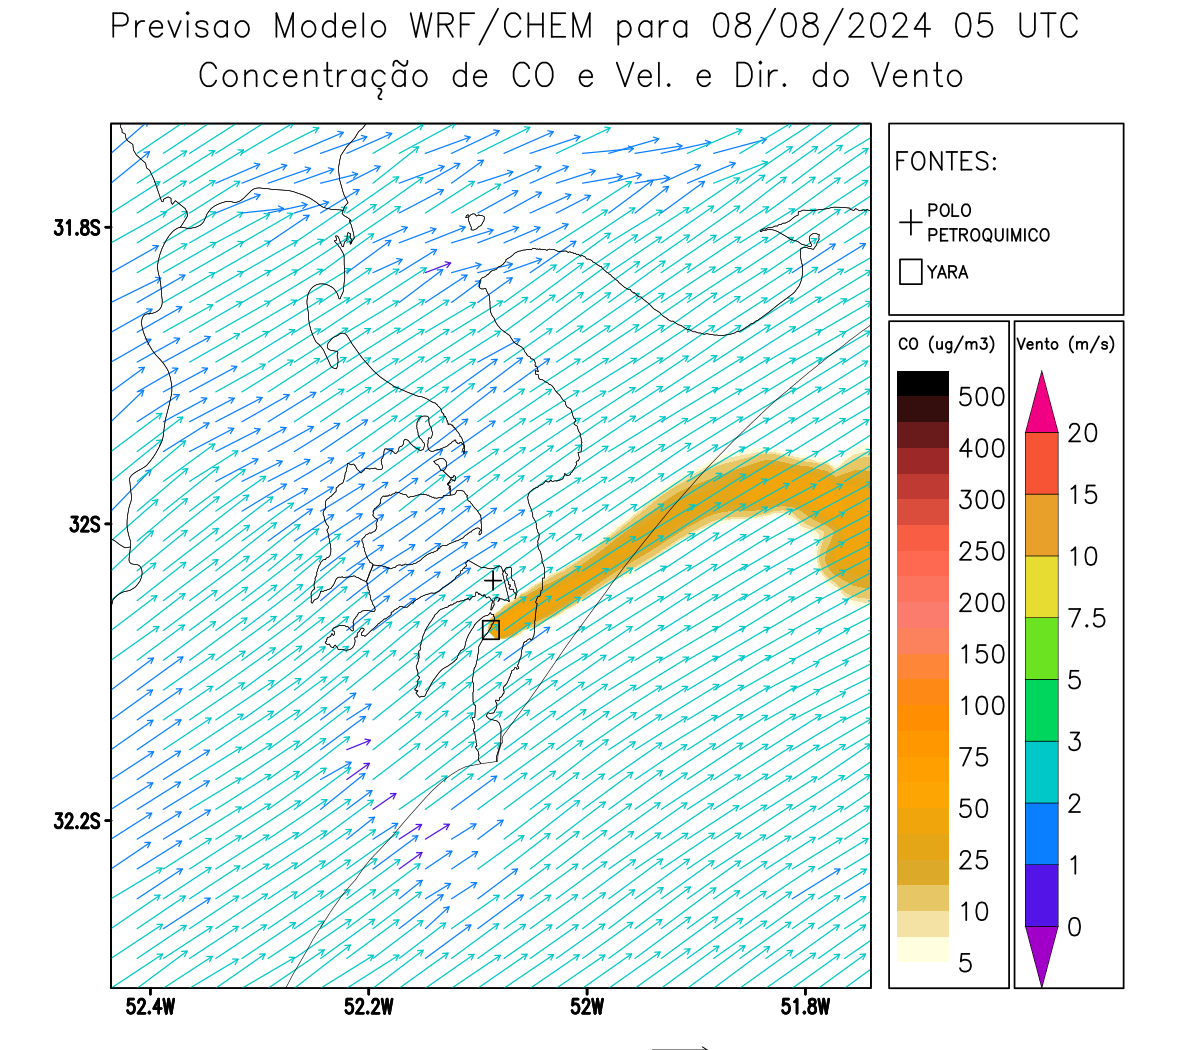 Previsao Modelo WRF/CHEM para 08/08/2024 05 UTC
Concentração de CO e Vel. e Dir. do Vento
FONTES:
POLO
PETROQUIMICO
YARA
CO (ug/m3)
500
400
300
250
200
150
100
75
50
25
10
5
Vento (m/s)
20
15
10
7.5
5
3
2
1
0
31.8S
32S
32.2S
52.4W
52.2W
52W
51.8W